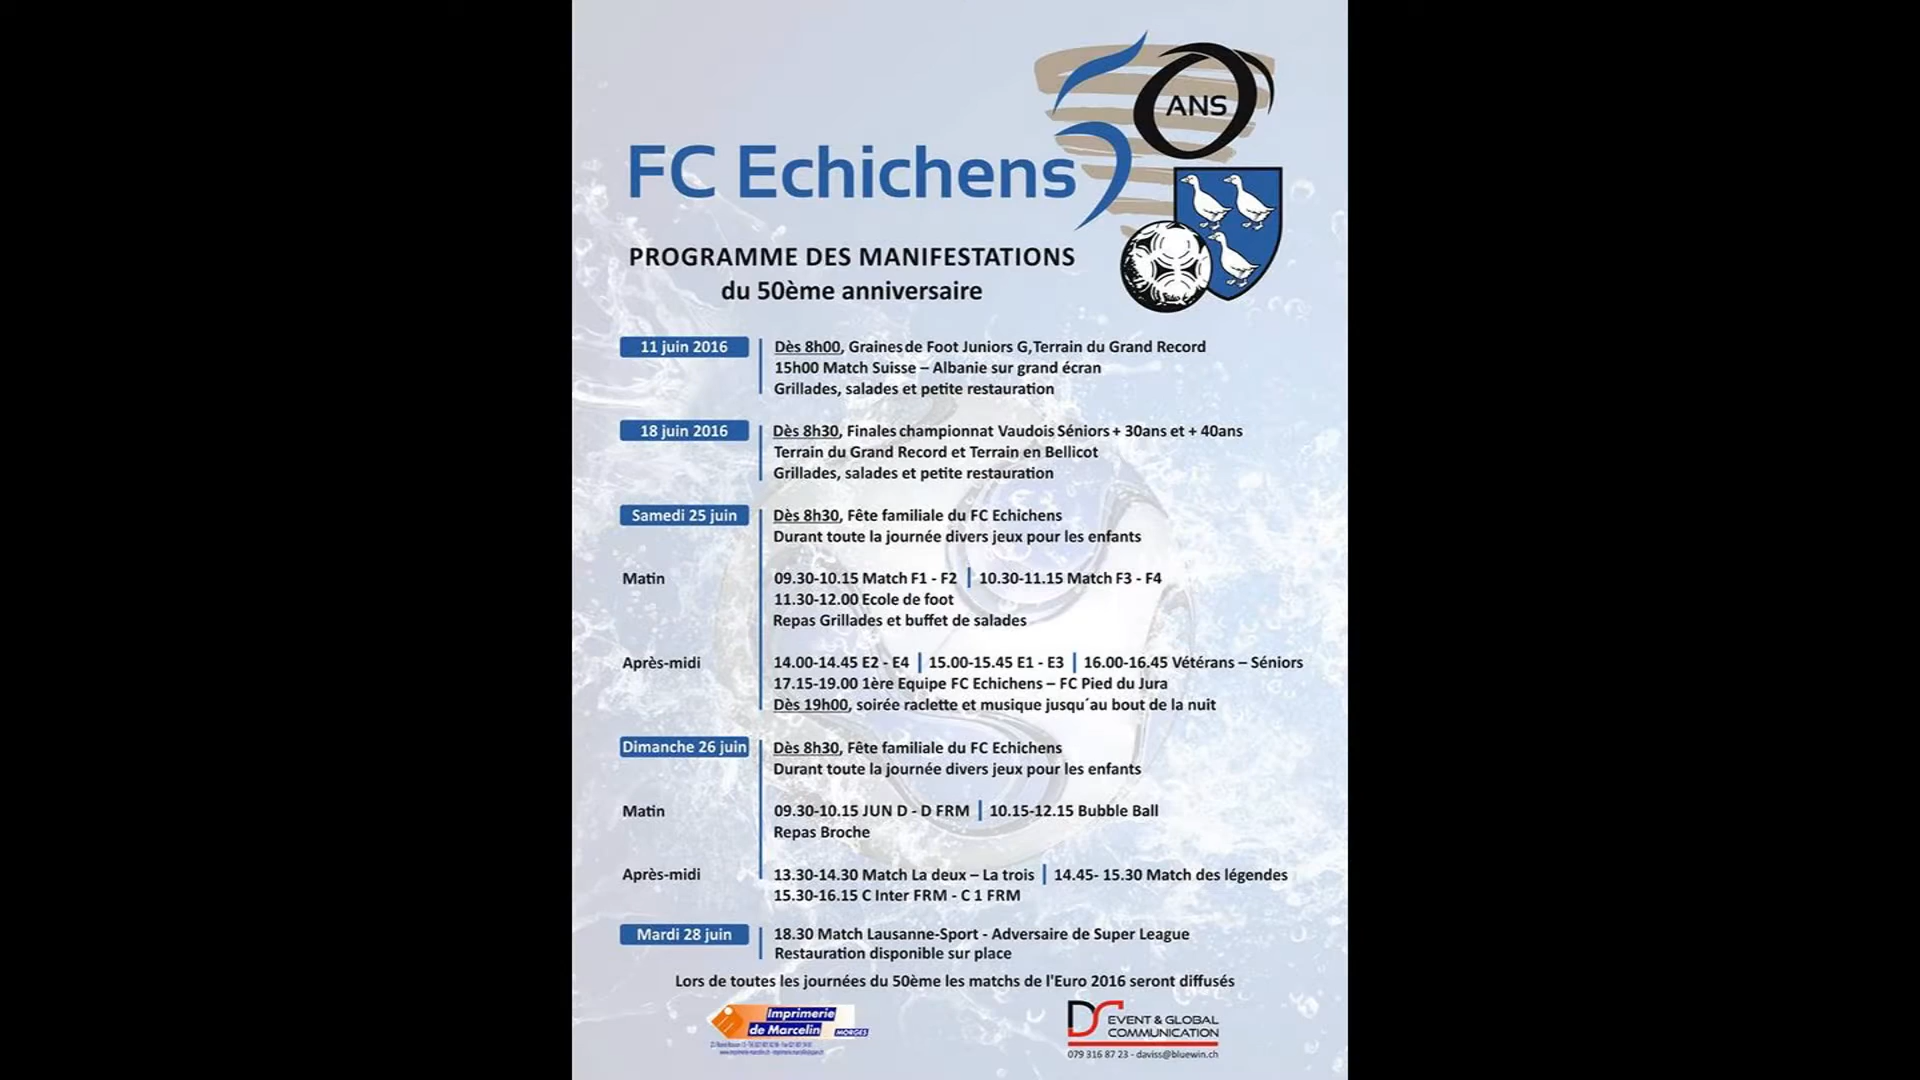 50 ANS
FC Echichens
PROGRAMME DES MANIFESTATIONS
du 50ème anniversaire
11 juin 2016
Dès 8h00, Graines de Foot Juniors G,Terrain du Grand Record
15h00 Match Suisse – Albanie sur grand écran
Grillades, salades et petite restauration
18 juin 2016
Dès 8h30, Finales championnat Vaudois Séniors + 30ans et + 40ans
Terrain du Grand Record et Terrain en Bellicot
Grillades, salades et petite restauration
Samedi 25 juin
Dès 8h30, Fête familiale du FC Echichens
Durant toute la journée divers jeux pour les enfants
Matin
09.30-10.15 Match F1 - F2 | 10.30-11.15 Match F3 - F4
11.30-12.00 Ecole de foot
Repas Grillades et buffet de salades
Après-midi
14.00-14.45 E2 - E4 | 15.00-15.45 E1 - E3 | 16.00-16.45 Vétérans – Séniors
17.15-19.00 1ère Equipe FC Echichens – FC Pied du Jura
Dès 19h00, soirée raclette et musique jusqu´au bout de la nuit
Dimanche 26 juin
Dès 8h30, Fête familiale du FC Echichens
Durant toute la journée divers jeux pour les enfants
Matin
09.30-10.15 JUN D - D FRM | 10.15-12.15 Bubble Ball
Repas Broche
Après-midi
13.30-14.30 Match La deux – La trois | 14.45- 15.30 Match des légendes
15.30-16.15 C Inter FRM - C 1 FRM
Mardi 28 juin
18.30 Match Lausanne-Sport - Adversaire de Super League
Restauration disponible sur place
Lors de toutes les journées du 50ème les matchs de l'Euro 2016 seront diffusés
Imprimerie
de Marcelin MORGES
DS EVENT & GLOBAL
COMMUNICATION
079 316 87 23 - daviss@bluewin.ch